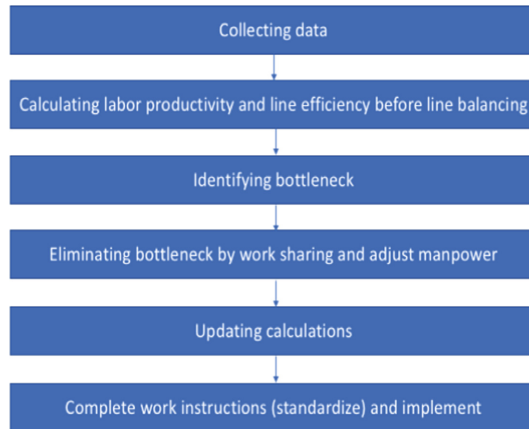 Collecting data
Calculating labor productivity and line efficiency before line balancing
Identifying bottleneck
Eliminating bottleneck by work sharing and adjust manpower
Updating calculations
Complete work instructions (standardize) and implement